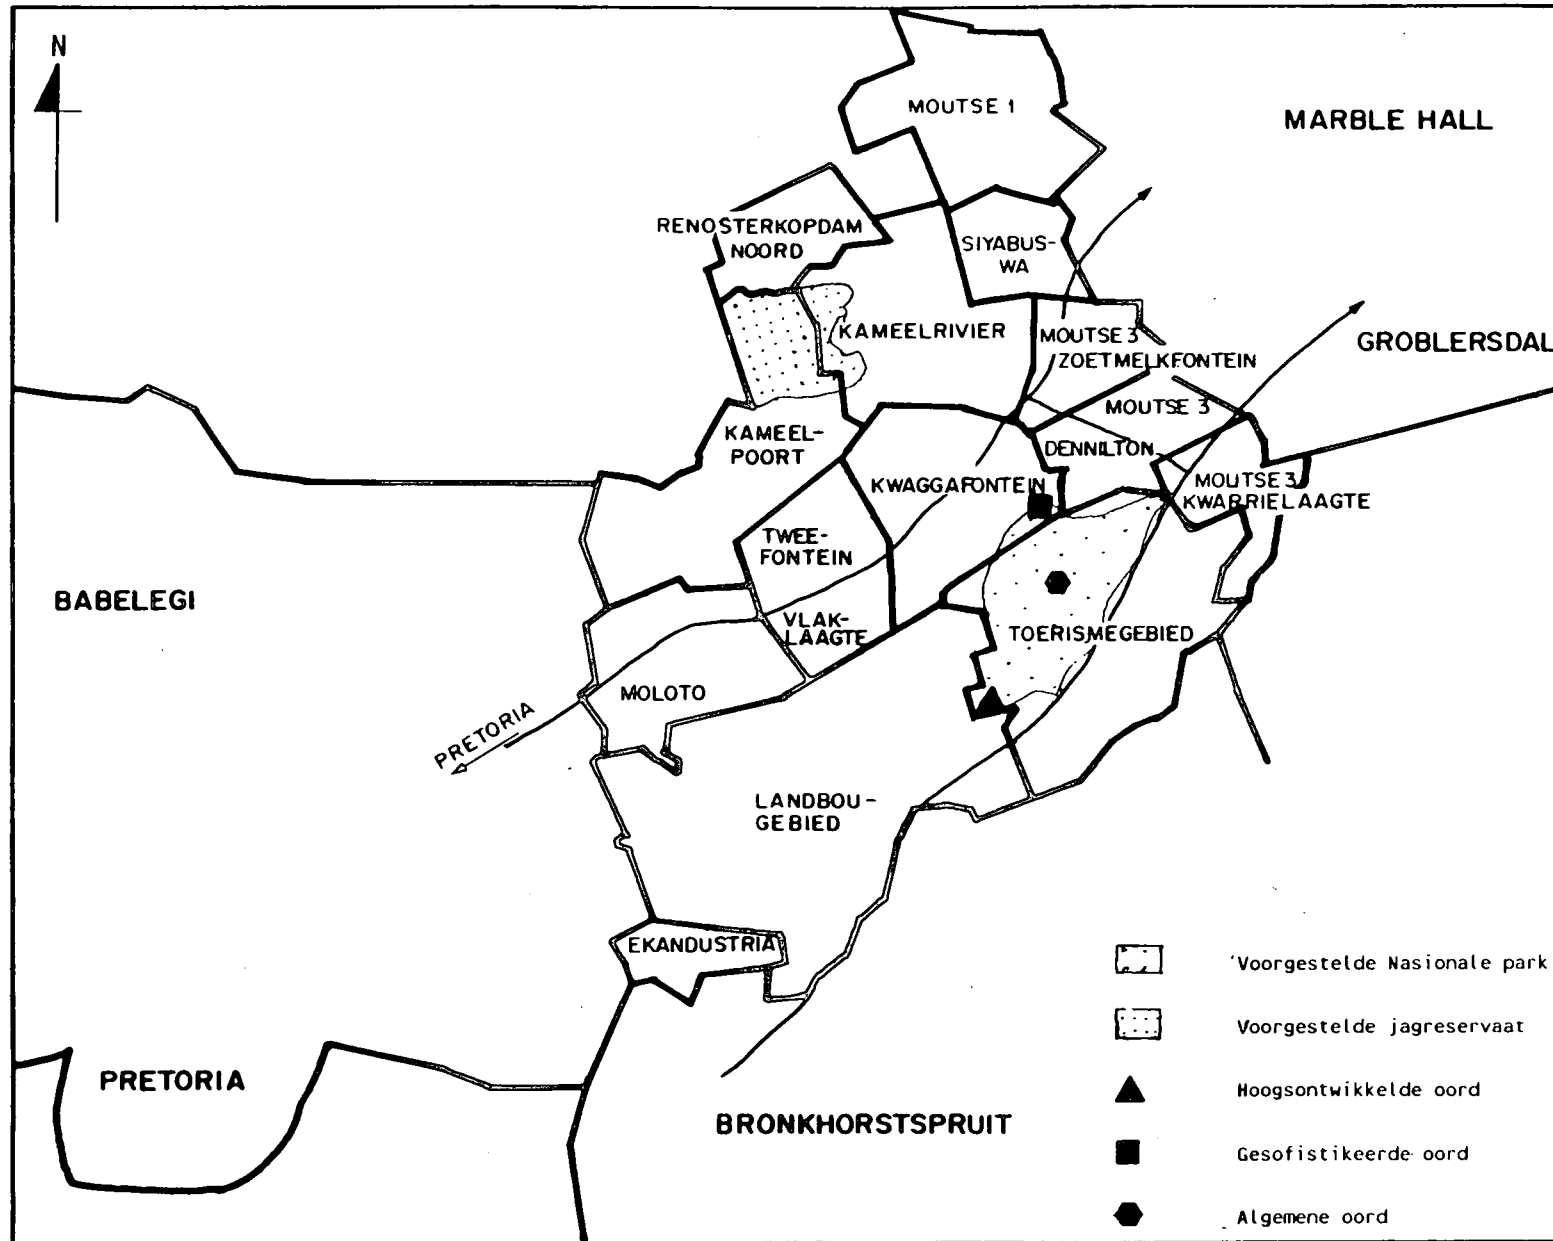 N
MOUTSE 1
MARBLE HALL
RENOSTERKOPDAM
NOORD
SIYABUS-
WA
KAMEELRIVIER
MOUTSE 3
ZOETMELKFONTEIN
GROBLERSDAL
MOUTSE 3
KAMEEL-
POORT
DENNILTON
KWAGGAFONTEIN
MOUTSE 3
KWARRIELAAGTE
TWEE-
FONTEIN
BABELEGI
VLAK-
LAAGTE
TOERISMEGEBIED
MOLOTO
PRETORIA
LANDBOU-
GEBIED
EKANDUSTRIA
PRETORIA
BRONKHORSTSPRUIT
'Voorgestelde Nasionale park
Voorgestelde jagreservaat
Hoogsontwikkelde oord
Gesofistikeerde oord
Algemene oord